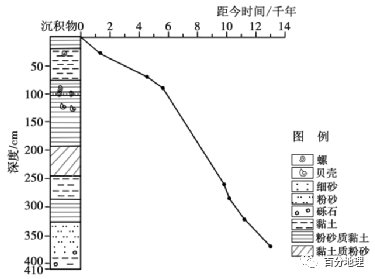 沉积物
距今时间/千年
0 2 4 6 8 10 12 14
深度/cm
50
100
150
200
250
300
350
400
410
图 例
螺
贝壳
细砂
粉砂
砾石
黏土
粉砂质黏土
黏土质粉砂
百分地理